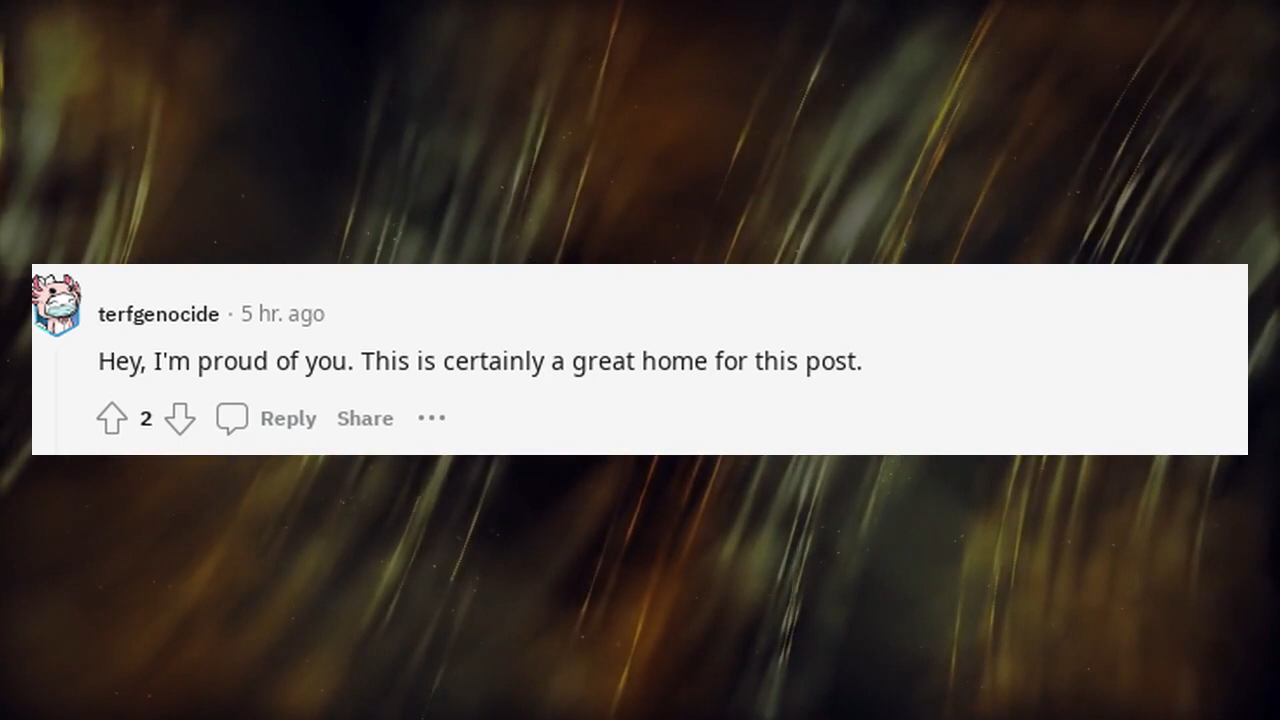 terfgenocide · 5 hr. ago
Hey, I'm proud of you. This is certainly a great home for this post.
2 Reply Share ···